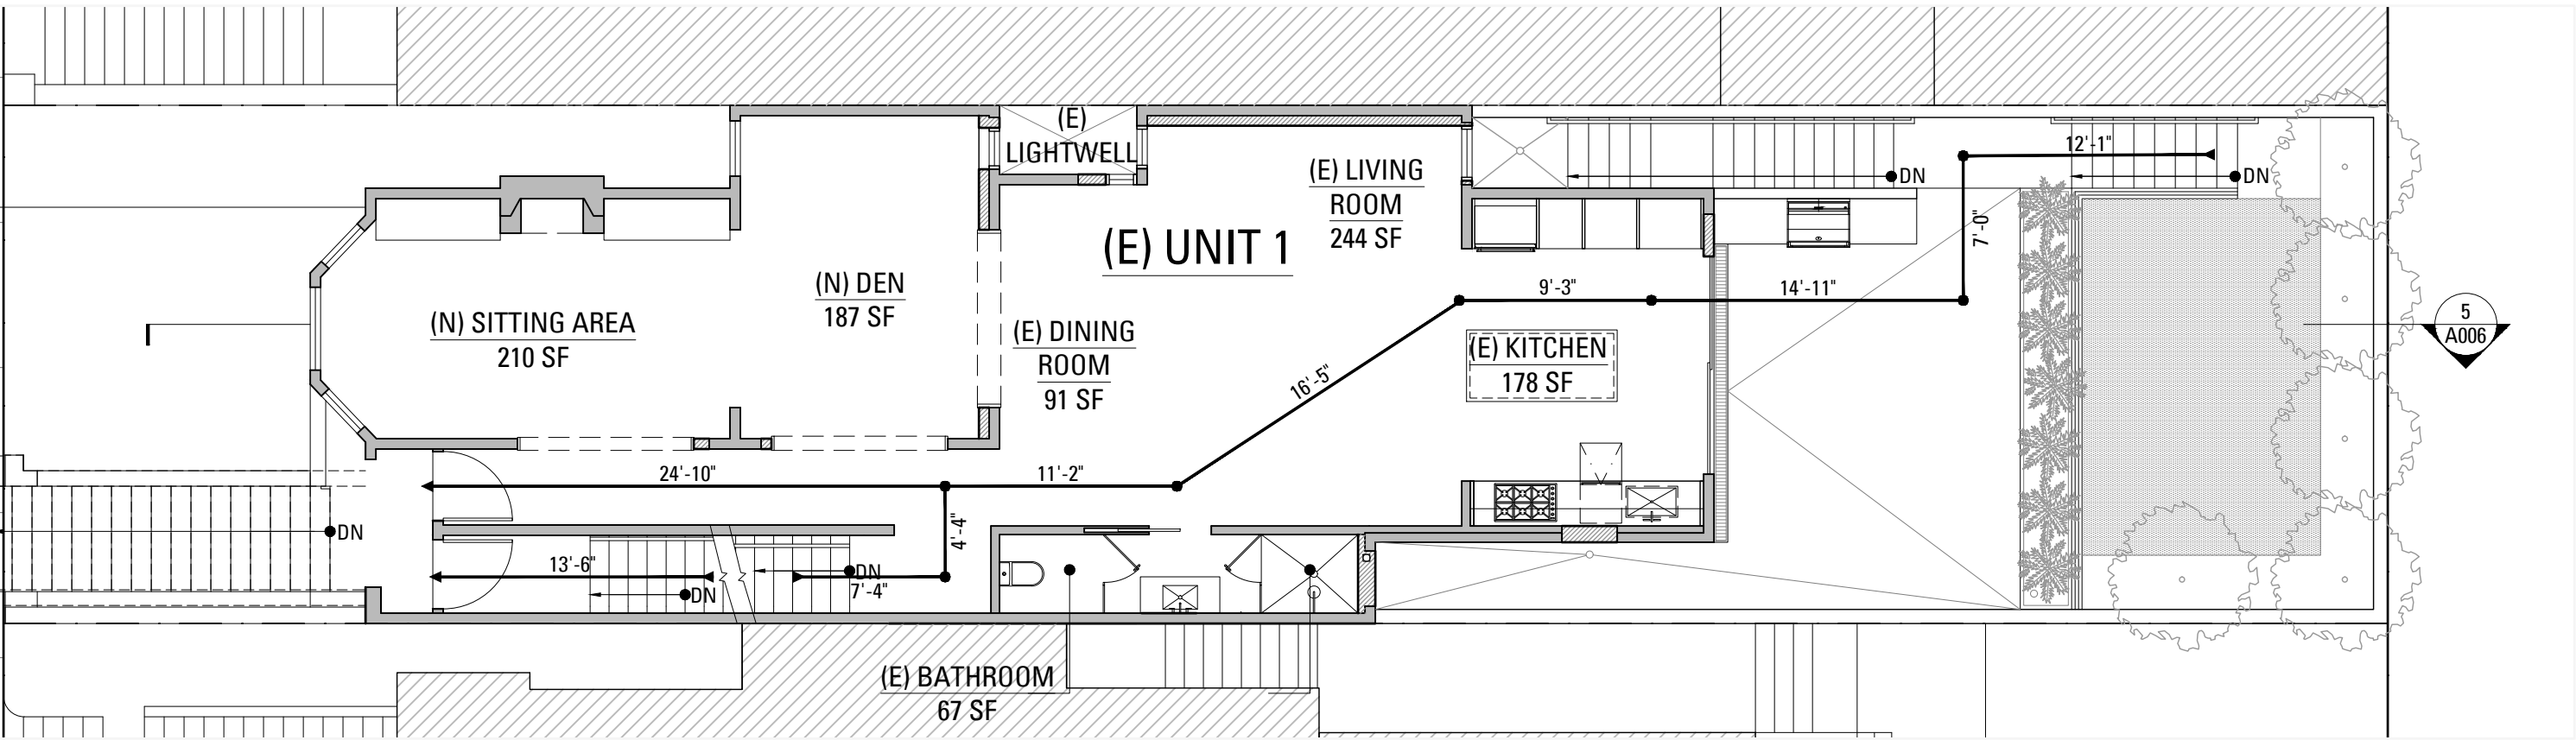 (E)
LIGHTWELL
(E) LIVING
ROOM
244 SF
12'-1"
DN
DN
7'-0"
(E) UNIT 1
(N) DEN
187 SF
9'-3"
14'-11"
(N) SITTING AREA
210 SF
(E) DINING
ROOM
91 SF
16'-5"
(E) KITCHEN
178 SF
5
A006
24'-10"
11'-2"
4'-4"
DN
13'-6"
DN
7'-4"
DN
(E) BATHROOM
67 SF